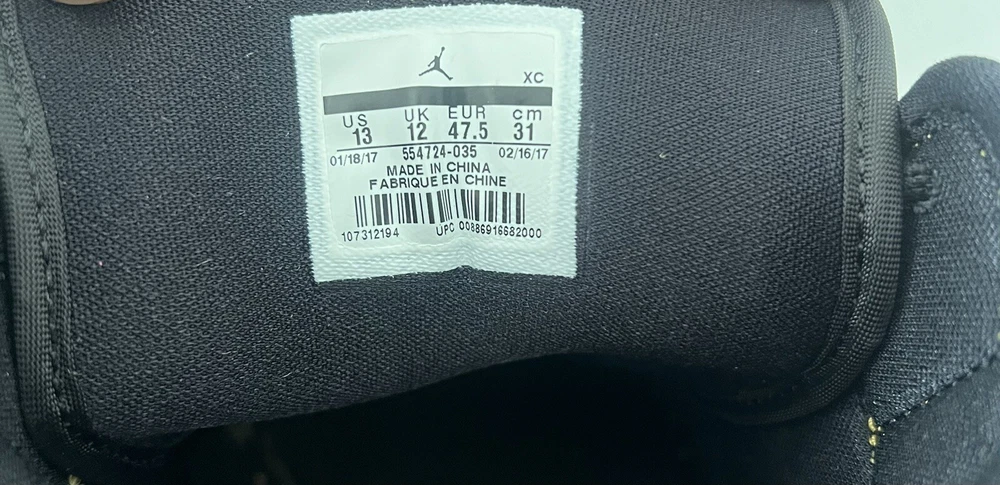 XC
US UK EUR cm
13 12 47.5 31
01/18/17 554724-035 02/16/17
MADE IN CHINA
FABRIQUE EN CHINE
107312194 UPC 00886916682000